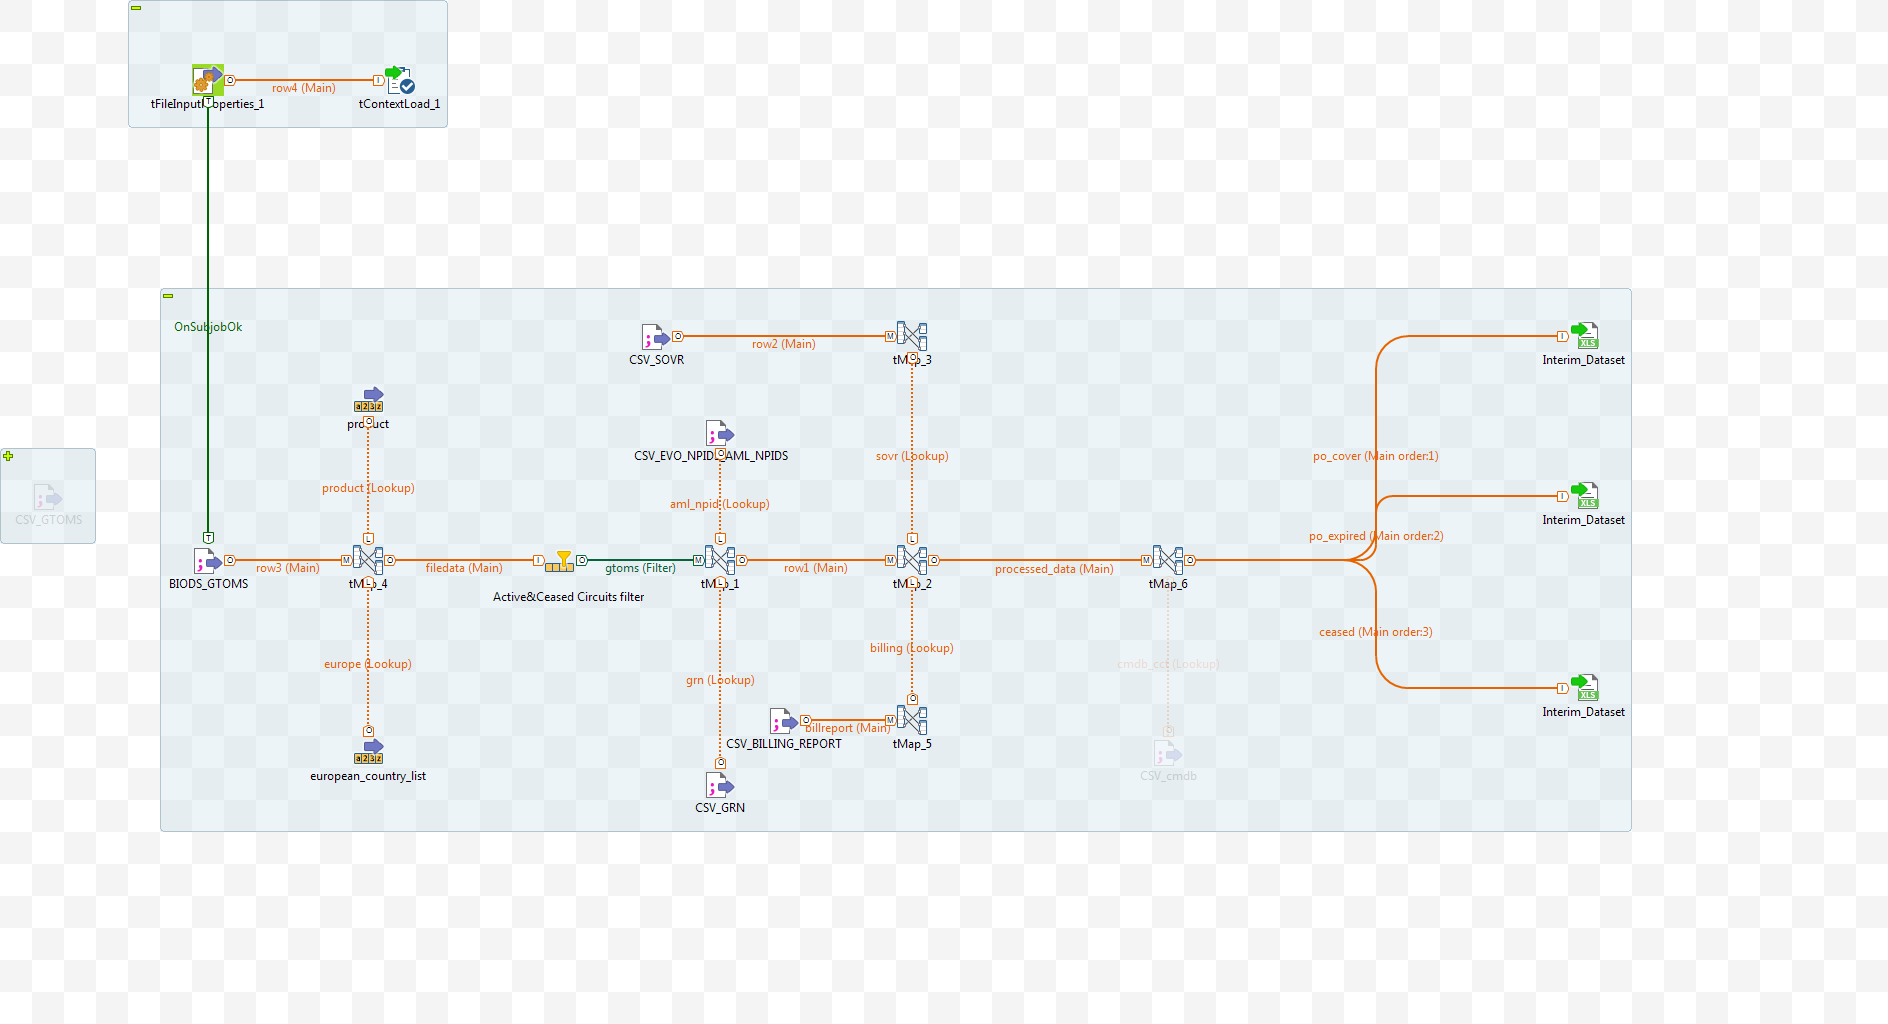 row4 (Main)
tContextLoad_1
OnSubjobOk
CSV_SOVR
row2 (Main)
Interim_Dataset
product
CSV_GTOMS
product (Lookup)
aml_npid (Lookup)
sovr (Lookup)
po_cover (Main order:1)
Interim_Dataset
po_expired (Main order:2)
BIODS_GTOMS
row3 (Main)
filedata (Main)
Active&Ceased Circuits filter
gtoms (Filter)
row1 (Main)
processed_data (Main)
tMap_6
ceased (Main order:3)
europe (Lookup)
grn (Lookup)
billing (Lookup)
cmdb_cct (Lookup)
Interim_Dataset
european_country_list
CSV_BILLING_REPORT
billreport (Main)
tMap_5
CSV_cmdb
CSV_GRN
tMap_3
tMap_4
tMap_1
tMap_2